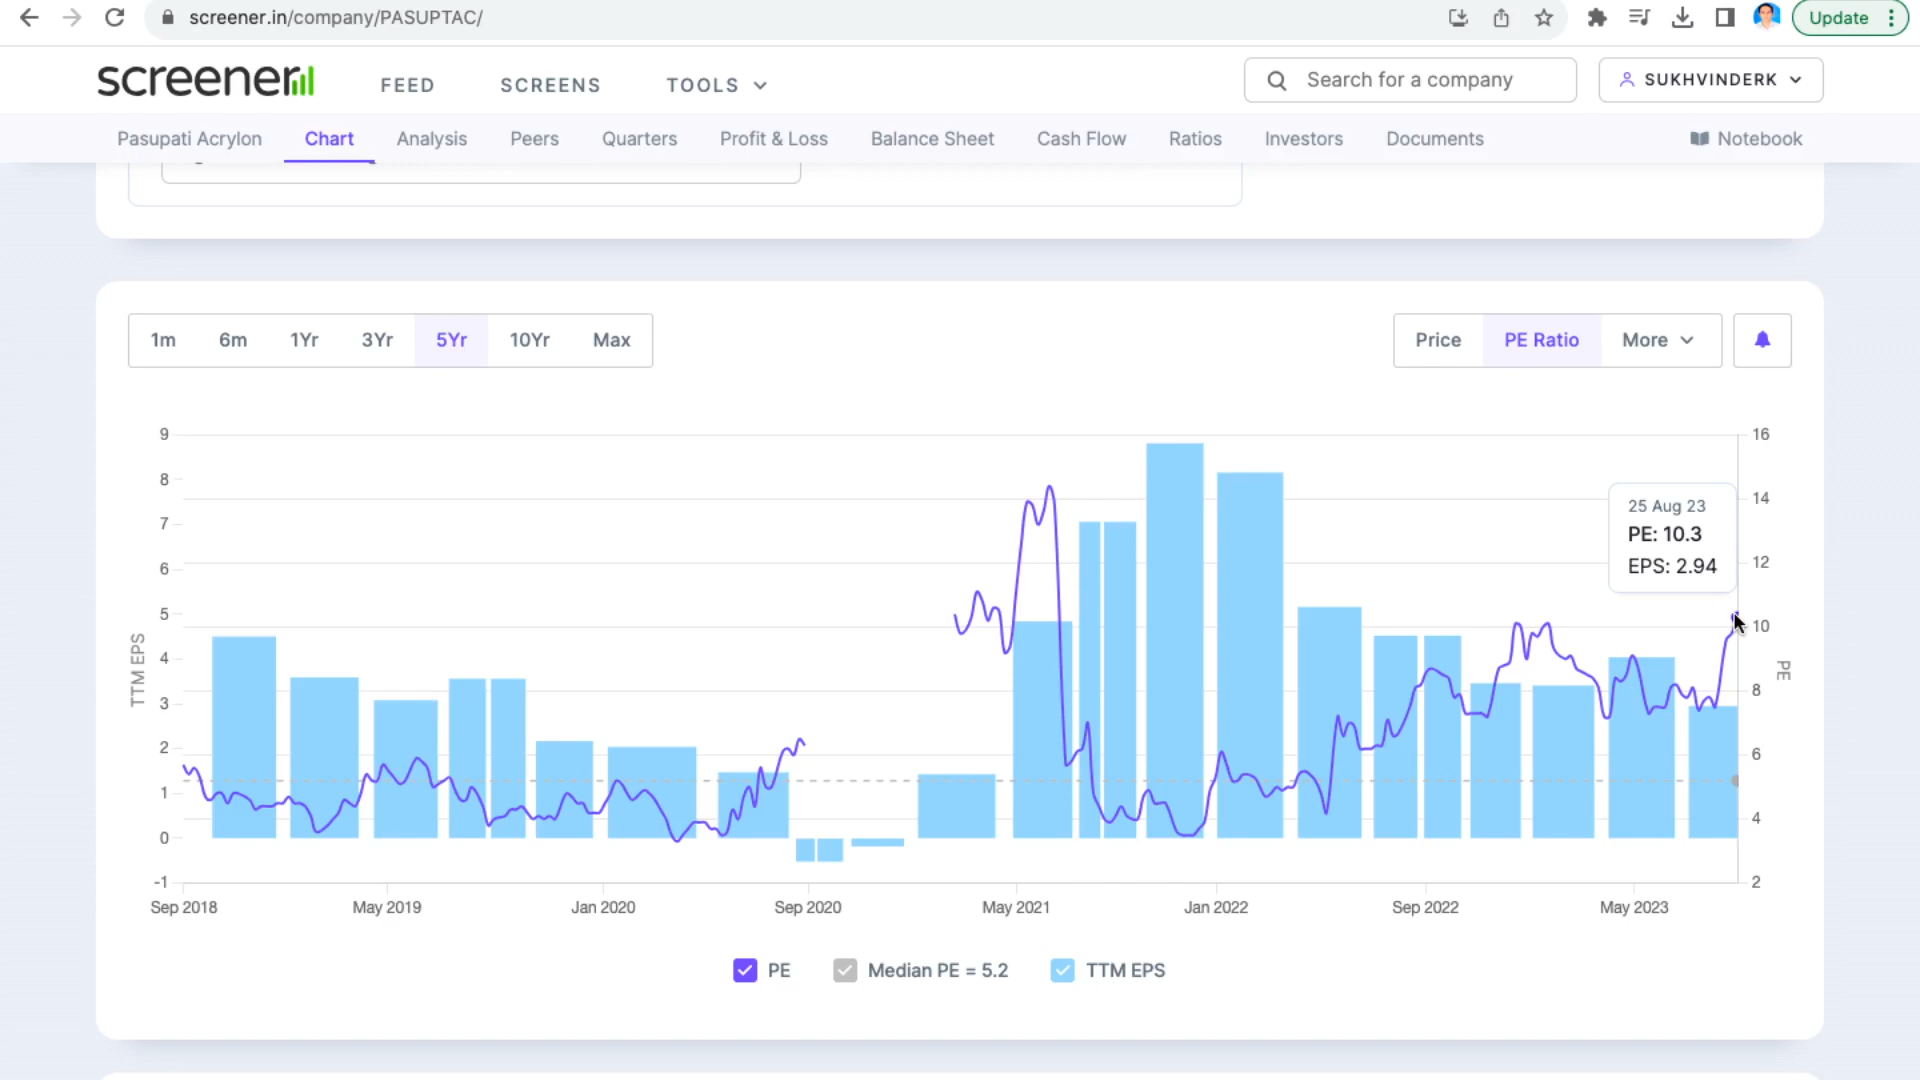 screener.in/company/PASUPTAC/
Update
screener
FEED
SCREENS
TOOLS
Search for a company
SUKHVINDERK
Pasupati Acrylon
Chart
Analysis
Peers
Quarters
Profit & Loss
Balance Sheet
Cash Flow
Ratios
Investors
Documents
Notebook
1m
6m
1Yr
3Yr
5Yr
10Yr
Max
Price
PE Ratio
More
9
8
7
6
5
4
3
2
1
0
-1
TTM EPS
16
14
12
10
8
6
4
2
PE
25 Aug 23
PE: 10.3
EPS: 2.94
Sep 2018
May 2019
Jan 2020
Sep 2020
May 2021
Jan 2022
Sep 2022
May 2023
PE
Median PE = 5.2
TTM EPS